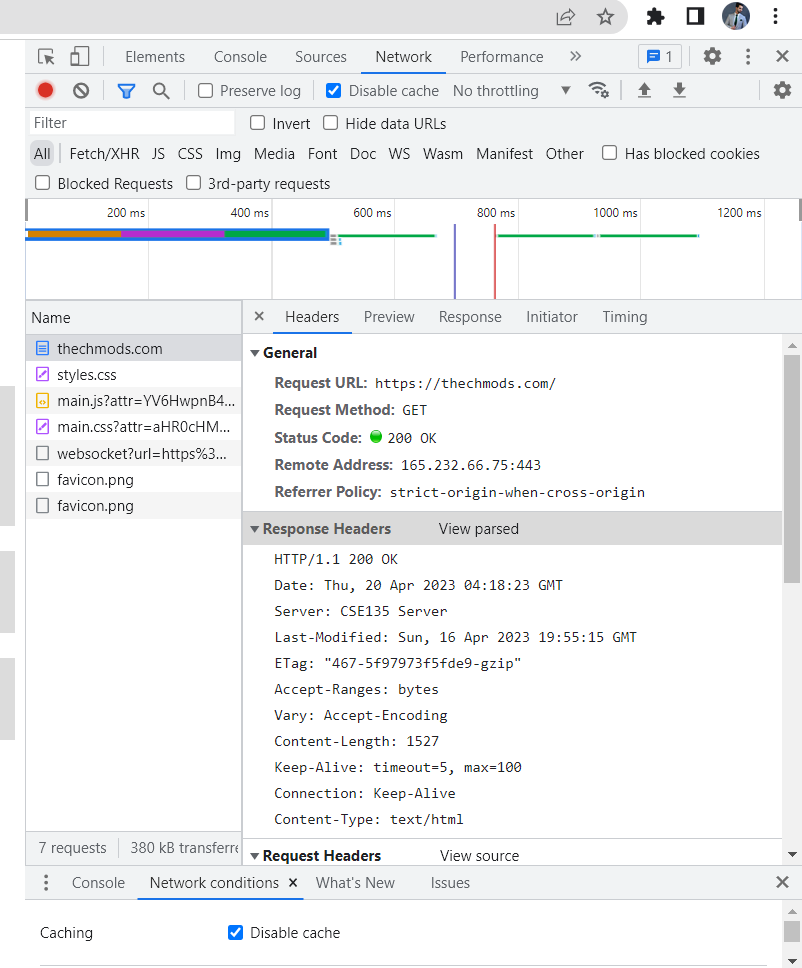 Elements Console Sources Network Performance 1
Preserve log Disable cache No throttling
Filter Invert Hide data URLs
All Fetch/XHR JS CSS Img Media Font Doc WS Wasm Manifest Other Has blocked cookies
Blocked Requests 3rd-party requests
200 ms 400 ms 600 ms 800 ms 1000 ms 1200 ms
Name
thechmods.com
styles.css
main.js?attr=YV6HwpnB4...
main.css?attr=aHR0cHM...
websocket?url=https%3...
favicon.png
favicon.png
7 requests 380 kB transferre
Headers Preview Response Initiator Timing
General
Request URL: https://thechmods.com/
Request Method: GET
Status Code: 200 OK
Remote Address: 165.232.66.75:443
Referrer Policy: strict-origin-when-cross-origin
Response Headers View parsed
HTTP/1.1 200 OK
Date: Thu, 20 Apr 2023 04:18:23 GMT
Server: CSE135 Server
Last-Modified: Sun, 16 Apr 2023 19:55:15 GMT
ETag: "467-5f97973f5fde9-gzip"
Accept-Ranges: bytes
Vary: Accept-Encoding
Content-Length: 1527
Keep-Alive: timeout=5, max=100
Connection: Keep-Alive
Content-Type: text/html
Request Headers View source
Console Network conditions What's New Issues
Caching Disable cache